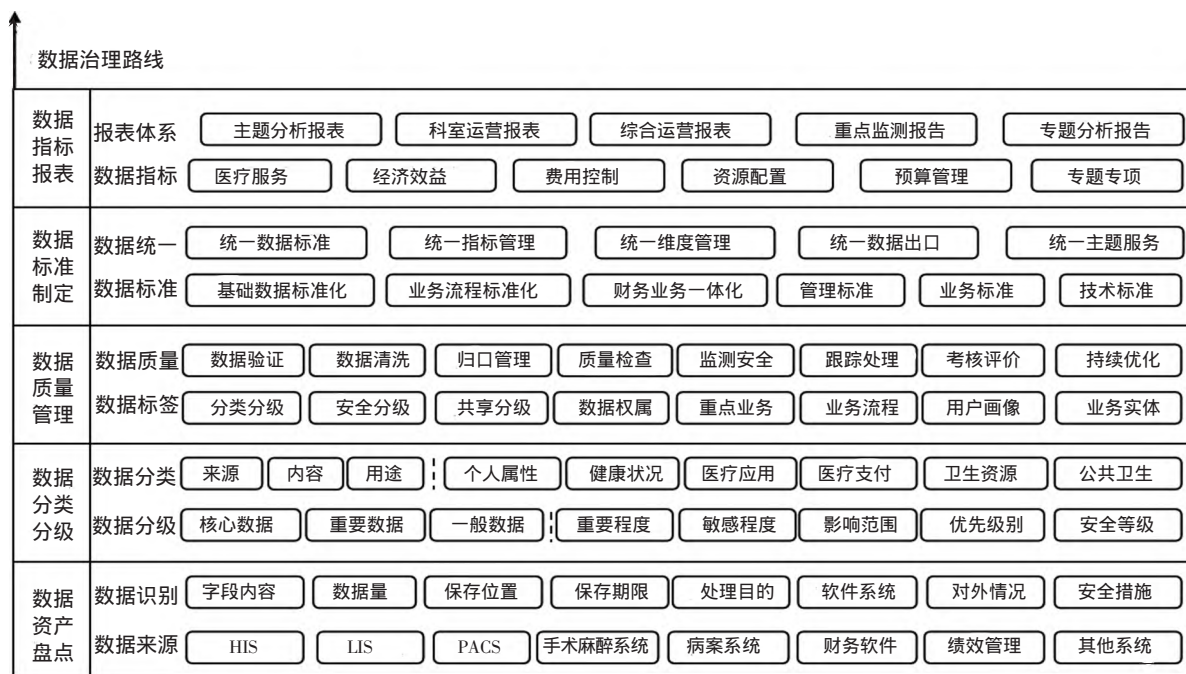 数据治理路线
数据指标报表
报表体系 主题分析报表 科室运营报表 综合运营报表 重点监测报告 专题分析报告
数据指标 医疗服务 经济效益 费用控制 资源配置 预算管理 专题专项
数据标准制定
数据统一 统一数据标准 统一指标管理 统一维度管理 统一数据出口 统一主题服务
数据标准 基础数据标准化 业务流程标准化 财务业务一体化 管理标准 业务标准 技术标准
数据质量管理
数据质量 数据验证 数据清洗 归口管理 质量检查 监测安全 跟踪处理 考核评价 持续优化
数据标签 分类分级 安全分级 共享分级 数据权属 重点业务 业务流程 用户画像 业务实体
数据分类分级
数据分类 来源 内容 用途 个人属性 健康状况 医疗应用 医疗支付 卫生资源 公共卫生
数据分级 核心数据 重要数据 一般数据 重要程度 敏感程度 影响范围 优先级别 安全等级
数据资产盘点
数据识别 字段内容 数据量 保存位置 保存期限 处理目的 软件系统 对外情况 安全措施
数据来源 HIS LIS PACS 手术麻醉系统 病案系统 财务软件 绩效管理 其他系统